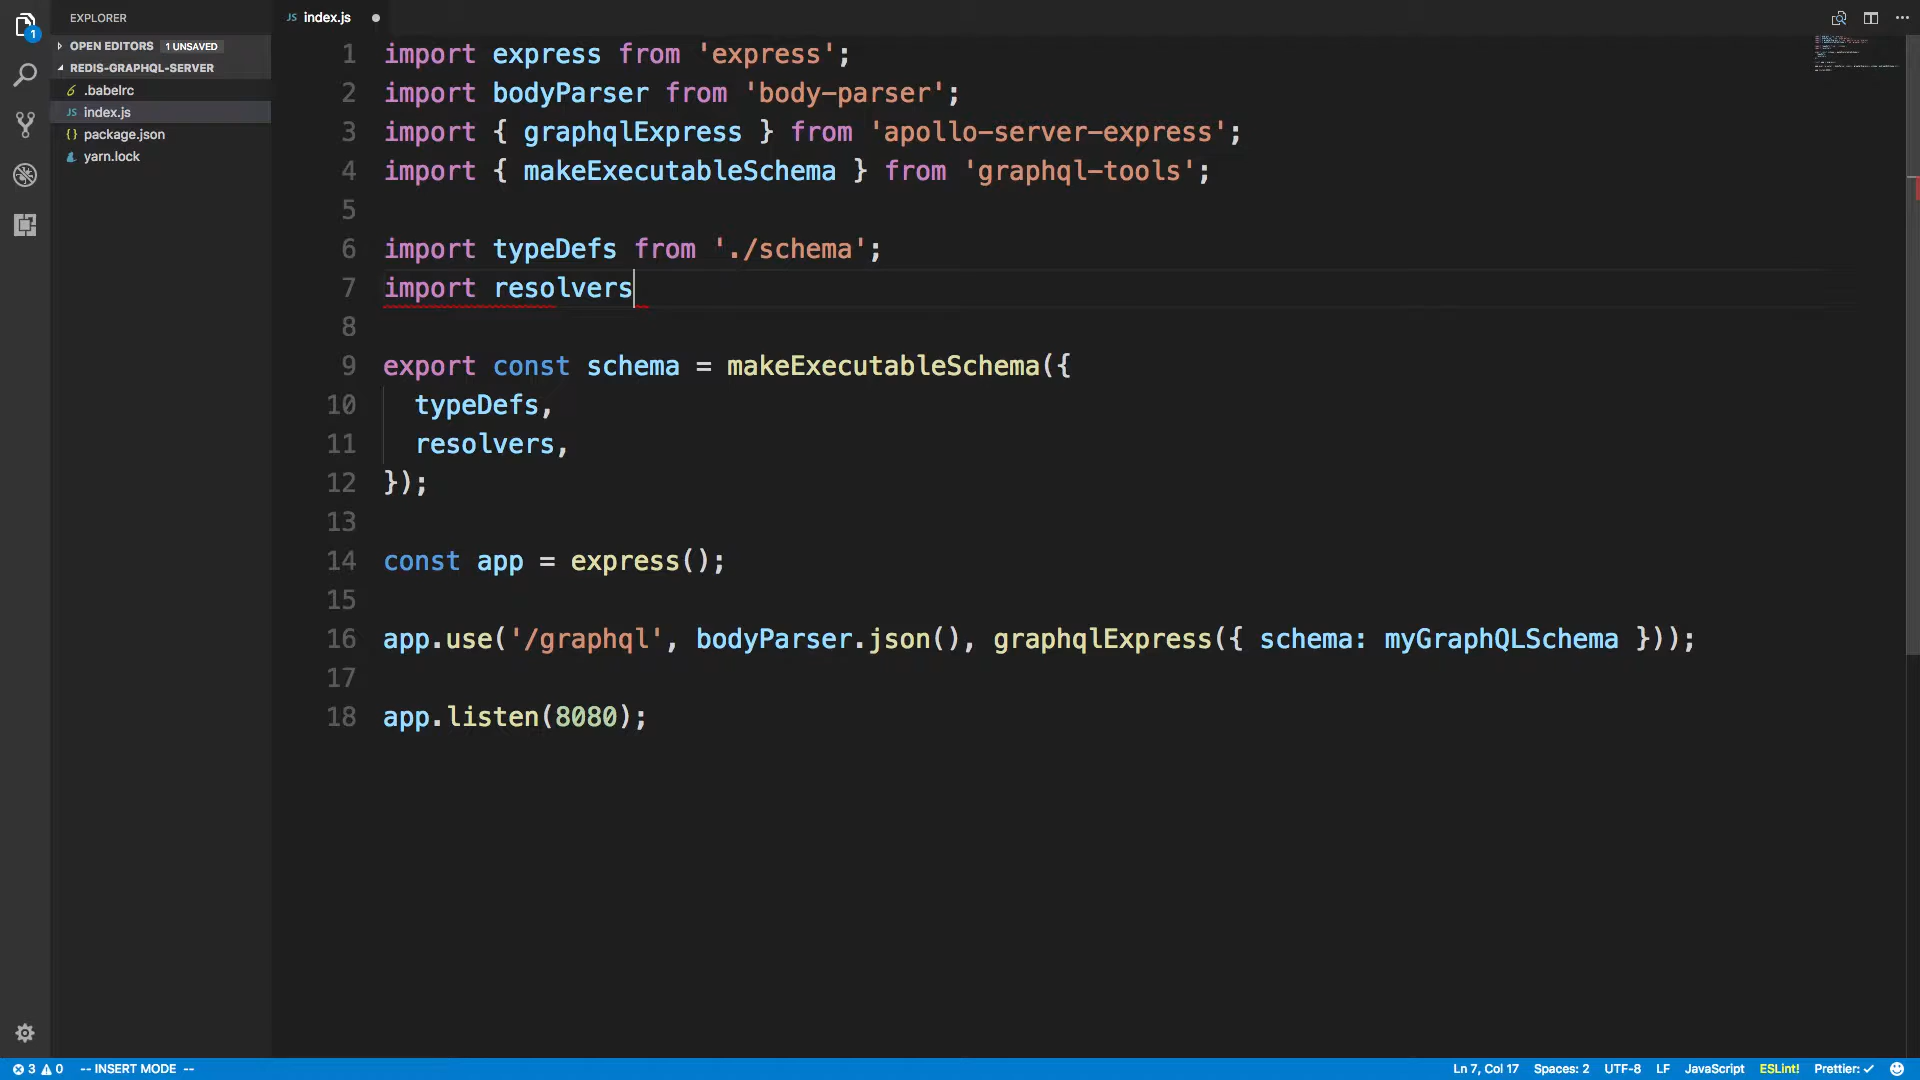 1
EXPLORER
OPEN EDITORS 1 UNSAVED
REDIS-GRAPHQL-SERVER
.babelrc
JS index.js
{} package.json
yarn.lock
JS index.js
1 import express from 'express';
2 import bodyParser from 'body-parser';
3 import { graphqlExpress } from 'apollo-server-express';
4 import { makeExecutableSchema } from 'graphql-tools';
5
6 import typeDefs from './schema';
7 import resolvers
8
9 export const schema = makeExecutableSchema({
10   typeDefs,
11   resolvers,
12 });
13
14 const app = express();
15
16 app.use('/graphql', bodyParser.json(), graphqlExpress({ schema: myGraphQLSchema }));
17
18 app.listen(8080);
3 0 -- INSERT MODE -- Ln 7, Col 17 Spaces: 2 UTF-8 LF JavaScript ESLint! Prettier: ✓